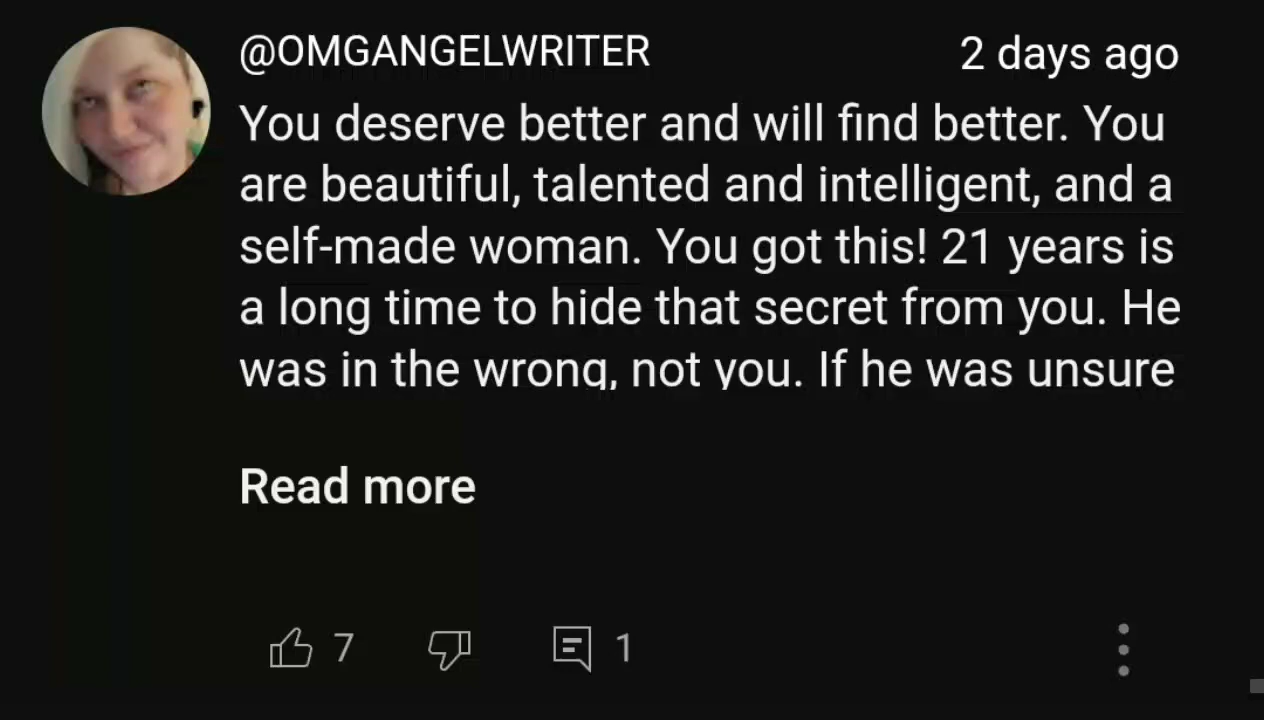 @OMGANGELWRITER 2 days ago
You deserve better and will find better. You
are beautiful, talented and intelligent, and a
self-made woman. You got this! 21 years is
a long time to hide that secret from you. He
was in the wrong, not you. If he was unsure
Read more
7 1